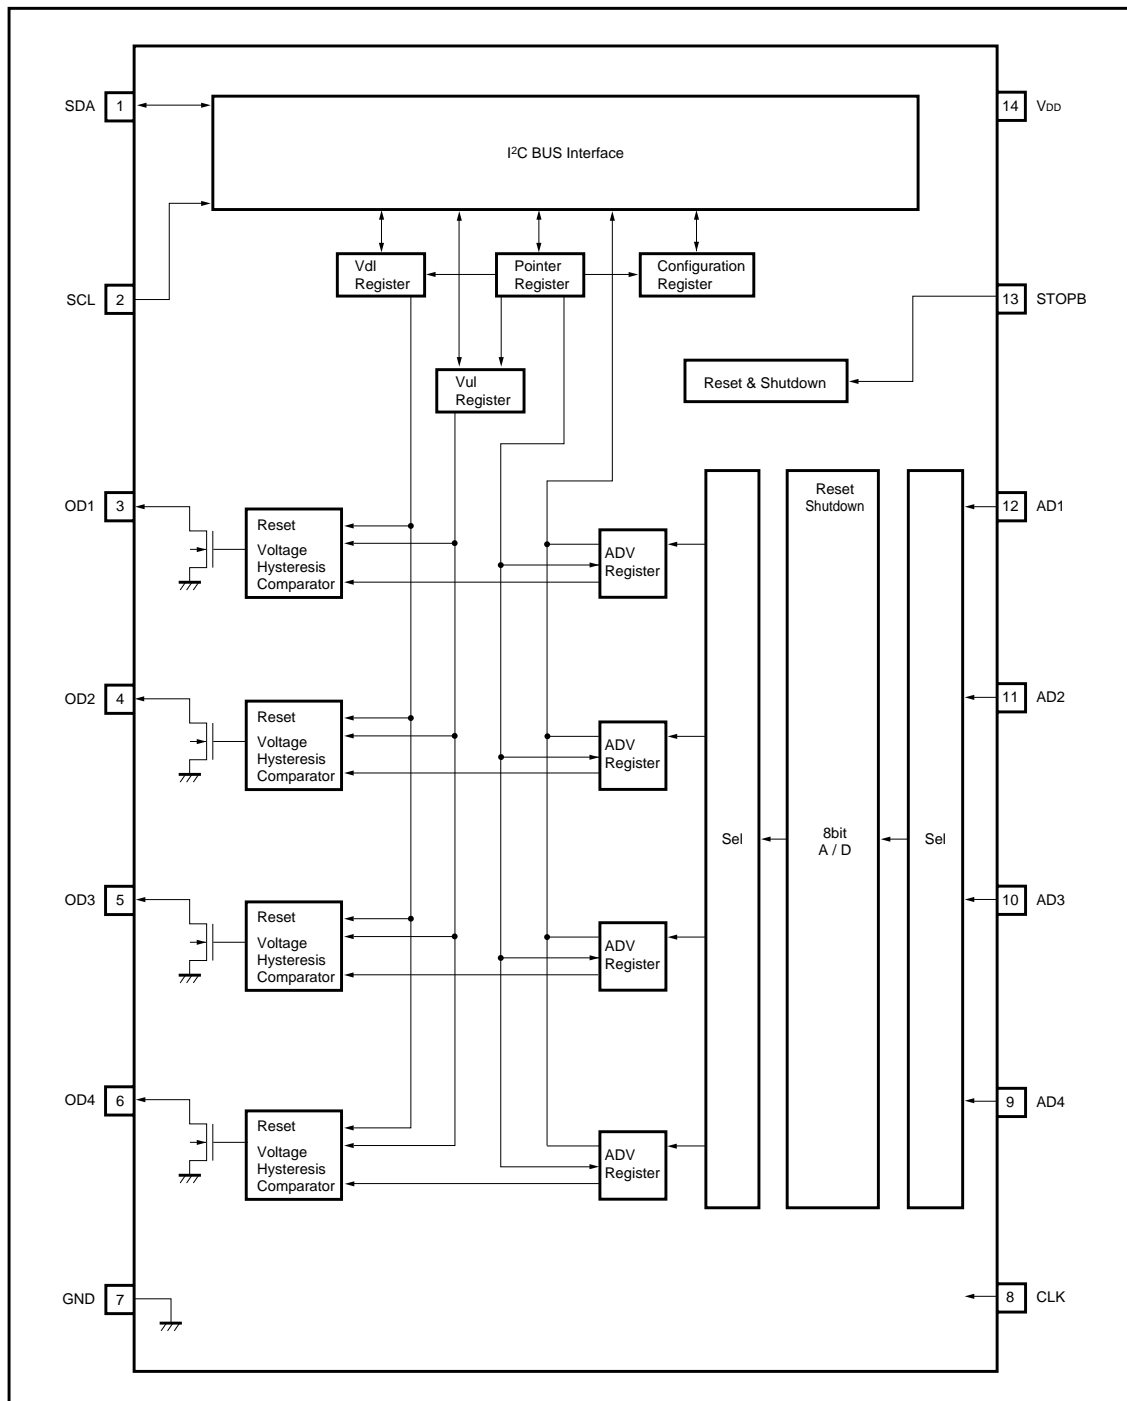 SDA 1
I²C BUS Interface
14 VDD
Vdl
Register
Pointer
Register
Configuration
Register
SCL 2
13 STOPB
Vul
Register
Reset & Shutdown
OD1 3
Reset
Voltage
Hysteresis
Comparator
ADV
Register
Reset
Shutdown
12 AD1
OD2 4
Reset
Voltage
Hysteresis
Comparator
ADV
Register
11 AD2
Sel
8bit
A / D
Sel
OD3 5
Reset
Voltage
Hysteresis
Comparator
ADV
Register
10 AD3
OD4 6
Reset
Voltage
Hysteresis
Comparator
ADV
Register
9 AD4
GND 7
8 CLK